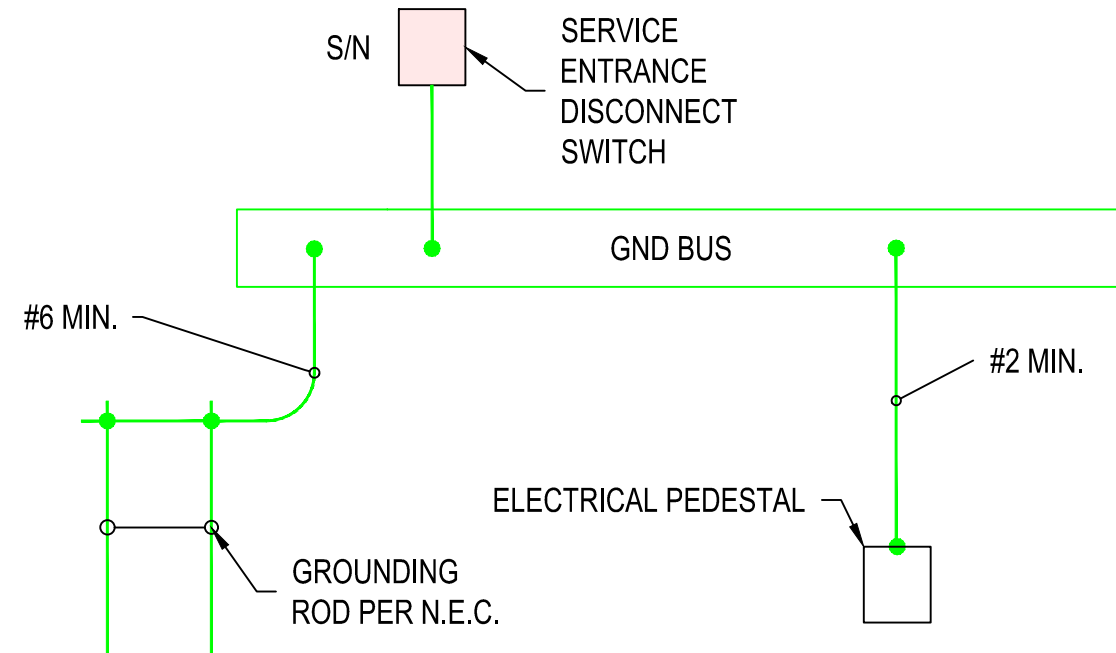 S/N
SERVICE
ENTRANCE
DISCONNECT
SWITCH
GND BUS
#6 MIN.
#2 MIN.
ELECTRICAL PEDESTAL
GROUNDING
ROD PER N.E.C.